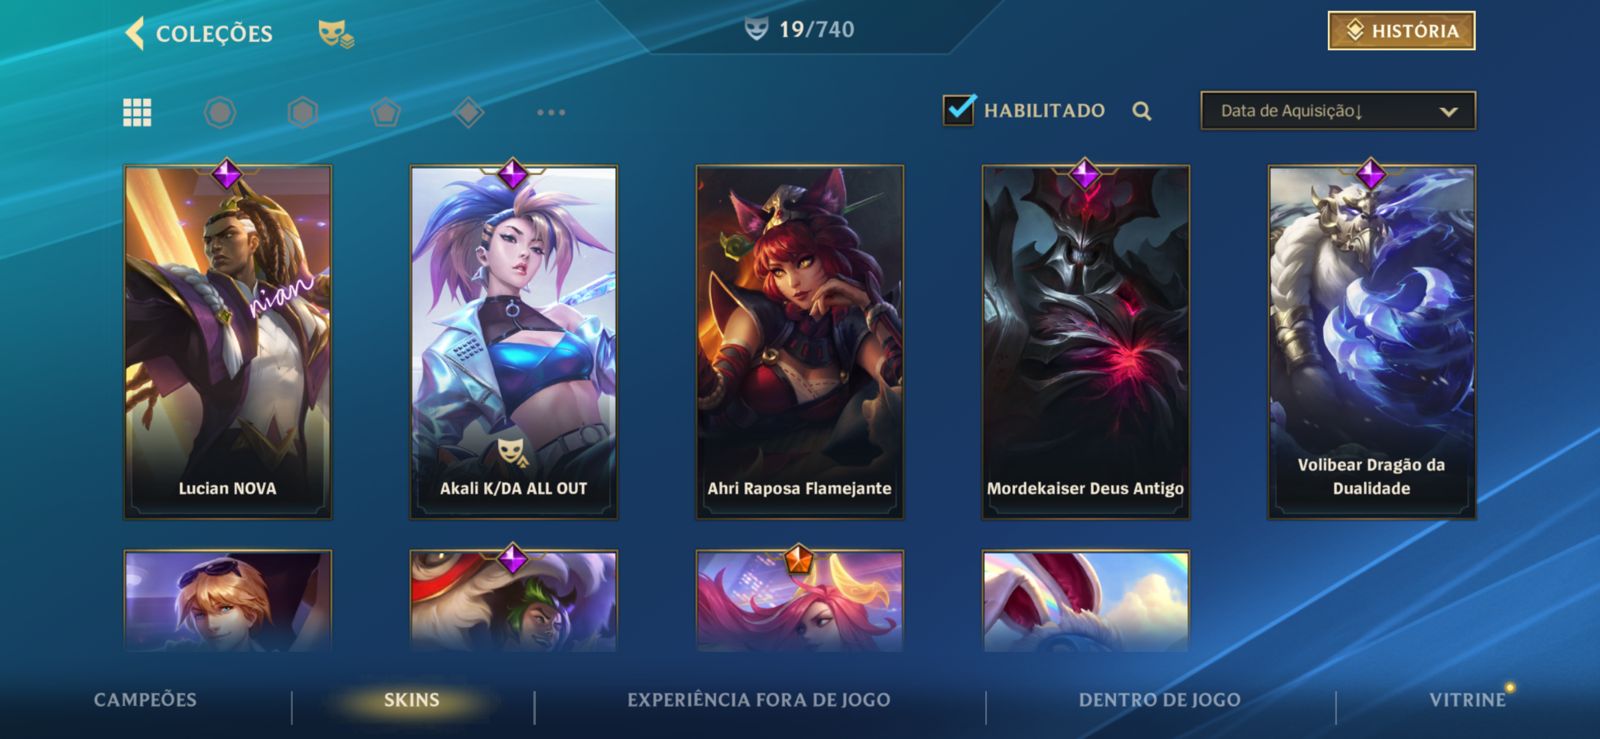 COLEÇÕES
19/740
HISTÓRIA
HABILITADO
Data de Aquisição↓
nian
Lucian NOVA
Akali K/DA ALL OUT
Ahri Raposa Flamejante
Mordekaiser Deus Antigo
Volibear Dragão da
Dualidade
CAMPEÕES
SKINS
EXPERIÊNCIA FORA DE JOGO
DENTRO DE JOGO
VITRINE